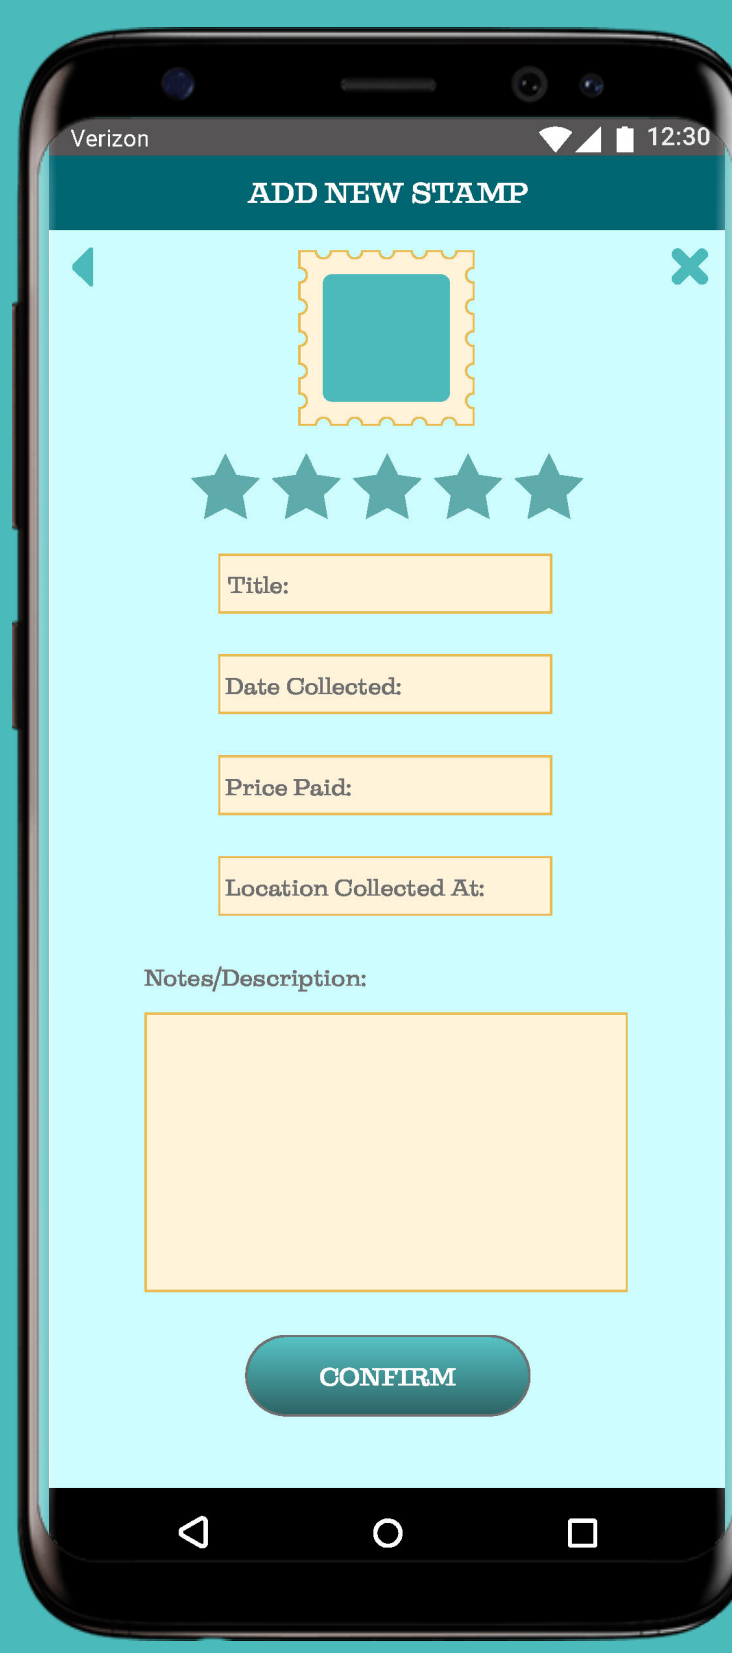 Verizon 12:30
ADD NEW STAMP
Title:
Date Collected:
Price Paid:
Location Collected At:
Notes/Description:
CONFIRM